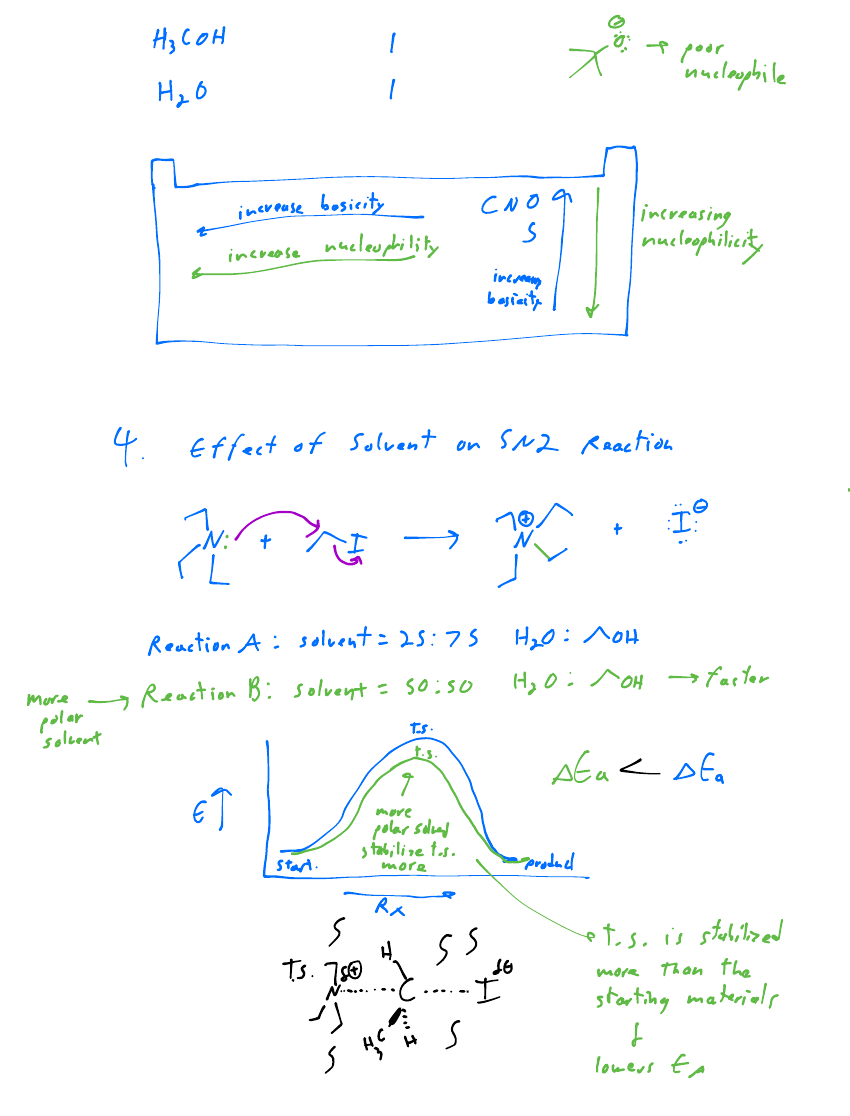 H₃COH 1
⊖
:Ö: → poor nucleophile
H₂O 1
increase basicity
increase nucleophility
C N O
S
increasing basicity
increasing
nucleophilicity
4. Effect of Solvent on SN2 Reaction
N: + I → N⊕ + I⊖
Reaction A: solvent = 25:75 H₂O: OH
more polar solvent → Reaction B: solvent = 50:50 H₂O: OH → faster
t.s.
t.s.
ΔEa < ΔEa
E↑
more
polar solvent
stabilize t.s.
more
start. product
Rx
t.s. is stabilized
more than the
starting materials
&
lowers EA
S S S
T.S. δ⊕ H δ⊖
N C I
H₃C H
S S